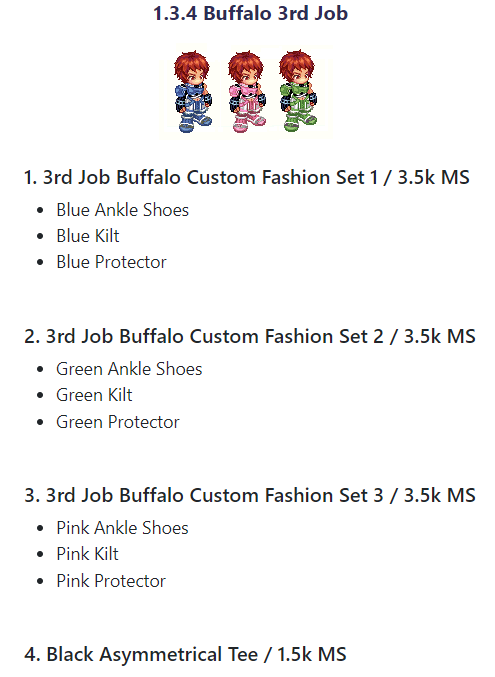 1.3.4 Buffalo 3rd Job
1. 3rd Job Buffalo Custom Fashion Set 1 / 3.5k MS
• Blue Ankle Shoes
• Blue Kilt
• Blue Protector
2. 3rd Job Buffalo Custom Fashion Set 2 / 3.5k MS
• Green Ankle Shoes
• Green Kilt
• Green Protector
3. 3rd Job Buffalo Custom Fashion Set 3 / 3.5k MS
• Pink Ankle Shoes
• Pink Kilt
• Pink Protector
4. Black Asymmetrical Tee / 1.5k MS